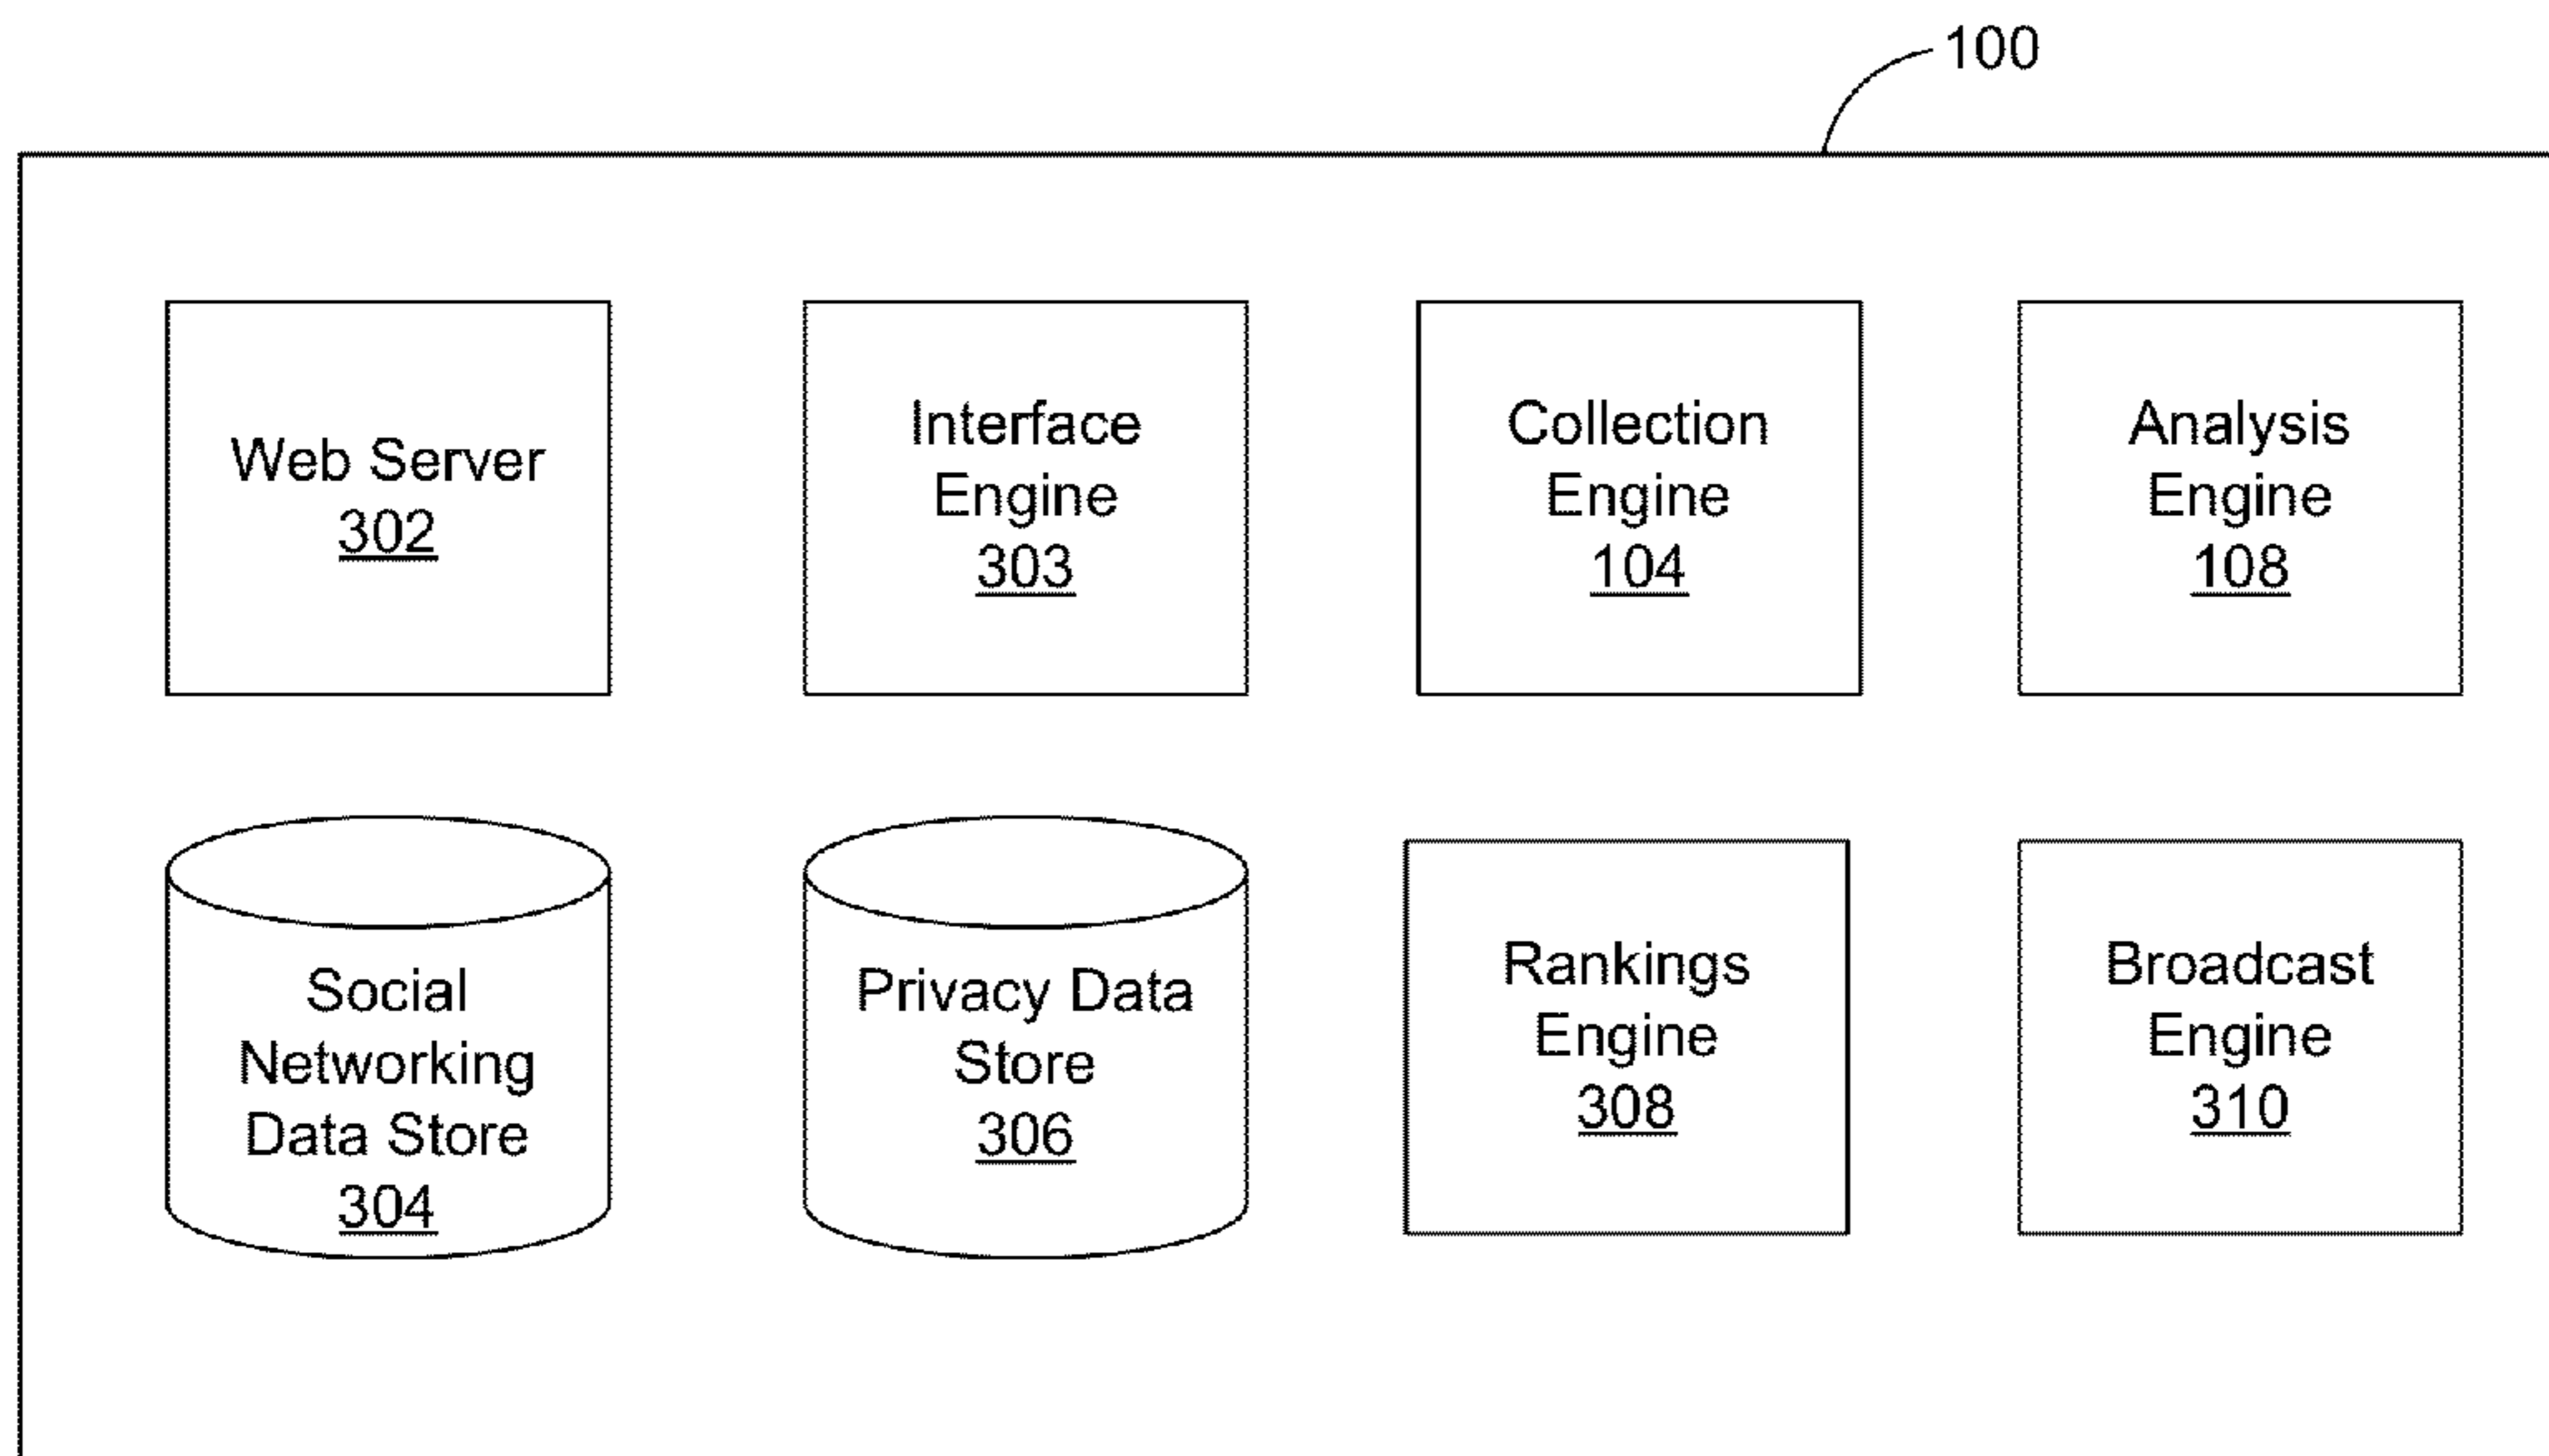 100
Web Server
302
Interface
Engine
303
Collection
Engine
104
Analysis
Engine
108
Social
Networking
Data Store
304
Privacy Data
Store
306
Rankings
Engine
308
Broadcast
Engine
310